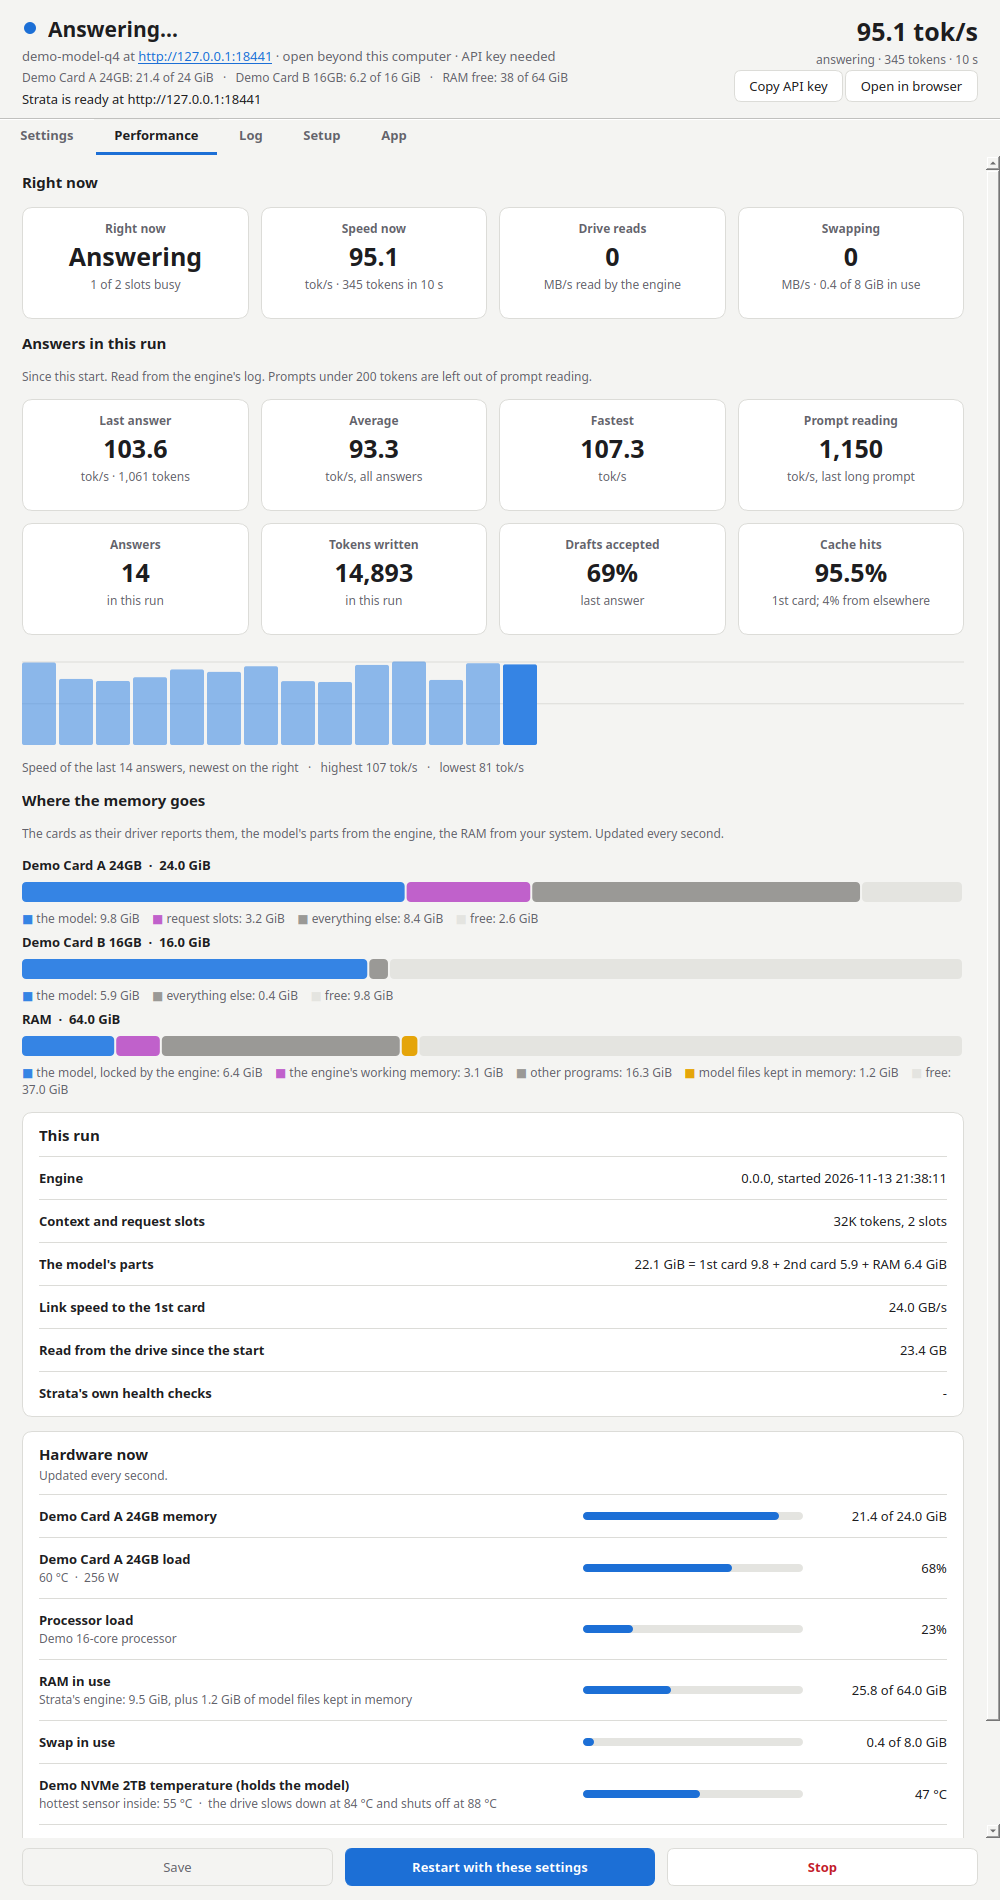 Answering...
95.1 tok/s
demo-model-q4 at http://127.0.0.1:18441 · open beyond this computer · API key needed
answering · 345 tokens · 10 s
Demo Card A 24GB: 21.4 of 24 GiB · Demo Card B 16GB: 6.2 of 16 GiB · RAM free: 38 of 64 GiB
Copy API key
Open in browser
Strata is ready at http://127.0.0.1:18441
Settings
Performance
Log
Setup
App
Right now
Right now
Answering
1 of 2 slots busy
Speed now
95.1
tok/s · 345 tokens in 10 s
Drive reads
0
MB/s read by the engine
Swapping
0
MB/s · 0.4 of 8 GiB in use
Answers in this run
Since this start. Read from the engine's log. Prompts under 200 tokens are left out of prompt reading.
Last answer
103.6
tok/s · 1,061 tokens
Average
93.3
tok/s, all answers
Fastest
107.3
tok/s
Prompt reading
1,150
tok/s, last long prompt
Answers
14
in this run
Tokens written
14,893
in this run
Drafts accepted
69%
last answer
Cache hits
95.5%
1st card; 4% from elsewhere
Speed of the last 14 answers, newest on the right · highest 107 tok/s · lowest 81 tok/s
Where the memory goes
The cards as their driver reports them, the model's parts from the engine, the RAM from your system. Updated every second.
Demo Card A 24GB · 24.0 GiB
the model: 9.8 GiB request slots: 3.2 GiB everything else: 8.4 GiB free: 2.6 GiB
Demo Card B 16GB · 16.0 GiB
the model: 5.9 GiB everything else: 0.4 GiB free: 9.8 GiB
RAM · 64.0 GiB
the model, locked by the engine: 6.4 GiB the engine's working memory: 3.1 GiB other programs: 16.3 GiB model files kept in memory: 1.2 GiB free:
37.0 GiB
This run
Engine
0.0.0, started 2026-11-13 21:38:11
Context and request slots
32K tokens, 2 slots
The model's parts
22.1 GiB = 1st card 9.8 + 2nd card 5.9 + RAM 6.4 GiB
Link speed to the 1st card
24.0 GB/s
Read from the drive since the start
23.4 GB
Strata's own health checks
-
Hardware now
Updated every second.
Demo Card A 24GB memory
21.4 of 24.0 GiB
Demo Card A 24GB load
60 °C · 256 W
68%
Processor load
Demo 16-core processor
23%
RAM in use
Strata's engine: 9.5 GiB, plus 1.2 GiB of model files kept in memory
25.8 of 64.0 GiB
Swap in use
0.4 of 8.0 GiB
Demo NVMe 2TB temperature (holds the model)
hottest sensor inside: 55 °C · the drive slows down at 84 °C and shuts off at 88 °C
47 °C
Save
Restart with these settings
Stop